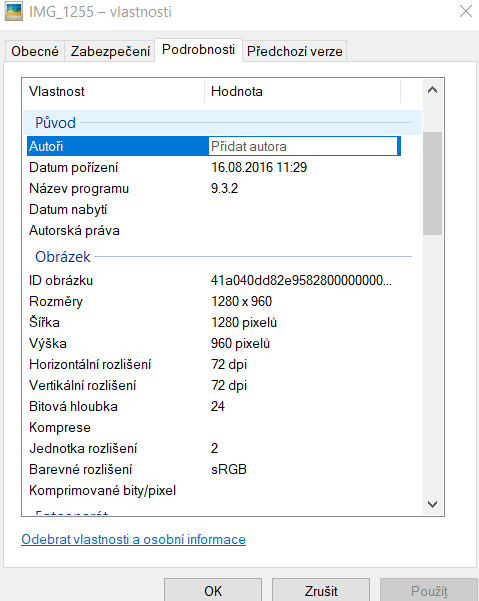 IMG_1255 – vlastnosti
Obecné Zabezpečení Podrobnosti Předchozí verze
Vlastnost Hodnota
Původ
Autoři Přidat autora
Datum pořízení 16.08.2016 11:29
Název programu 9.3.2
Datum nabytí
Autorská práva
Obrázek
ID obrázku 41a040dd82e9582800000000...
Rozměry 1280 x 960
Šířka 1280 pixelů
Výška 960 pixelů
Horizontální rozlišení 72 dpi
Vertikální rozlišení 72 dpi
Bitová hloubka 24
Komprese
Jednotka rozlišení 2
Barevné rozlišení sRGB
Komprimované bity/pixel
Fotoaparát
Odebrat vlastnosti a osobní informace
OK Zrušit Použít